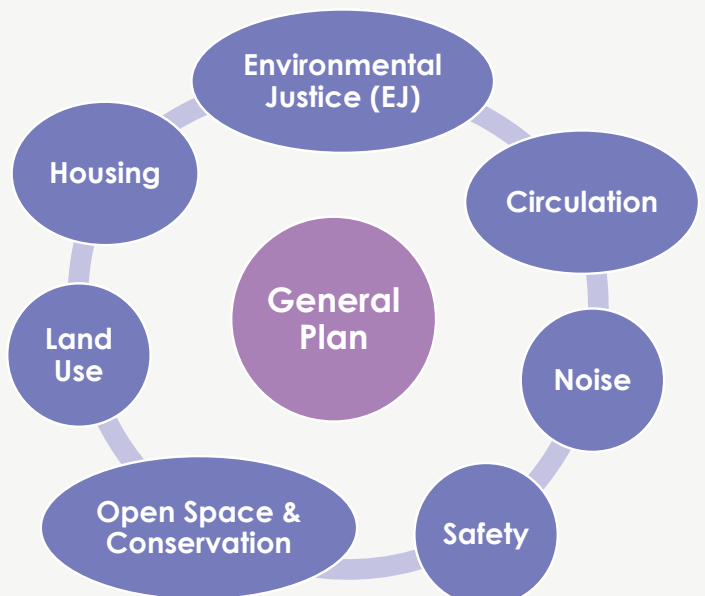 Environmental
Justice (EJ)
Housing
Circulation
General
Plan
Land
Use
Noise
Open Space &
Conservation
Safety